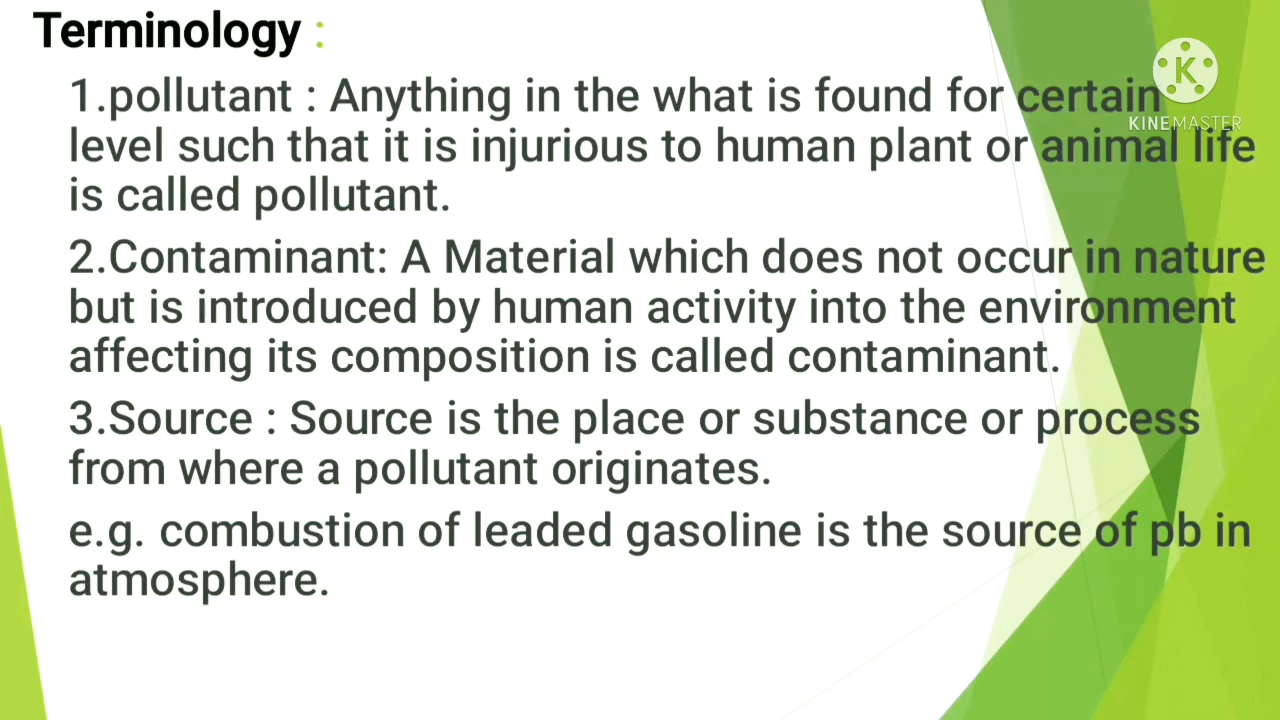 Terminology :
1.pollutant : Anything in the what is found for certain
level such that it is injurious to human plant or animal life
is called pollutant.
2.Contaminant: A Material which does not occur in nature
but is introduced by human activity into the environment
affecting its composition is called contaminant.
3.Source : Source is the place or substance or process
from where a pollutant originates.
e.g. combustion of leaded gasoline is the source of pb in
atmosphere.
K
KINEMASTER